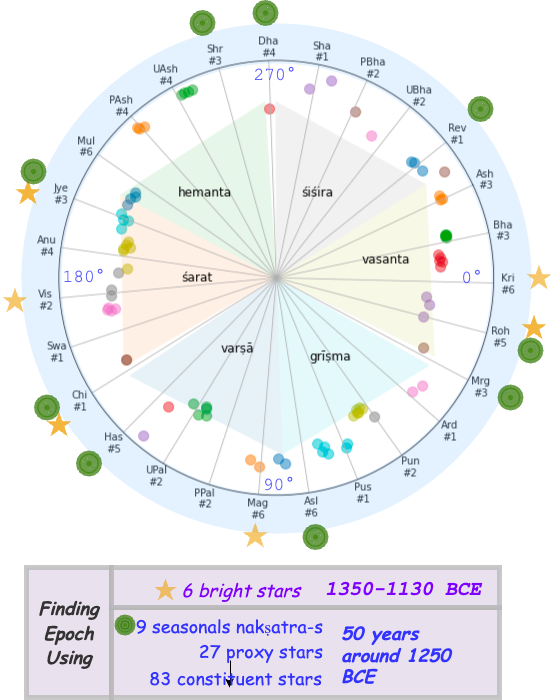 Dha
#4
Sha
#1
PBha
#2
UBha
#2
Rev
#1
Ash
#3
Bha
#3
Kri
#6
Roh
#5
Mrg
#3
Ard
#1
Pun
#2
Pus
#1
Asl
#6
Mag
#6
PPal
#2
UPal
#2
Has
#5
Chi
#1
Swa
#1
Vis
#2
Anu
#4
Jye
#3
Mul
#6
PAsh
#4
UAsh
#4
Shr
#3
270°
0°
90°
180°
hemanta
śiśira
vasanta
śarat
varṣā
grīṣma
Finding
Epoch
Using
6 bright stars
1350-1130 BCE
9 seasonals nakṣatra-s
27 proxy stars
83 constituent stars
50 years
around 1250
BCE